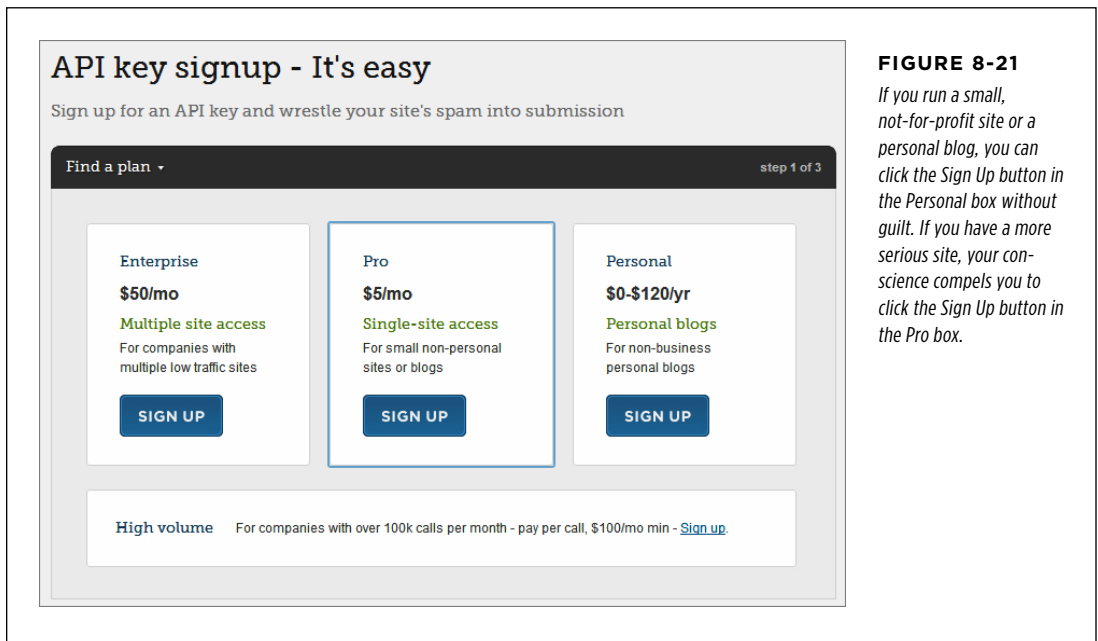 API key signup - It's easy
Sign up for an API key and wrestle your site's spam into submission
Find a plan
step 1 of 3
Enterprise
$50/mo
Multiple site access
For companies with
multiple low traffic sites
SIGN UP
Pro
$5/mo
Single-site access
For small non-personal
sites or blogs
SIGN UP
Personal
$0-$120/yr
Personal blogs
For non-business
personal blogs
SIGN UP
High volume For companies with over 100k calls per month - pay per call, $100/mo min - Sign up.
FIGURE 8-21
If you run a small,
not-for-profit site or a
personal blog, you can
click the Sign Up button in
the Personal box without
guilt. If you have a more
serious site, your con-
science compels you to
click the Sign Up button in
the Pro box.